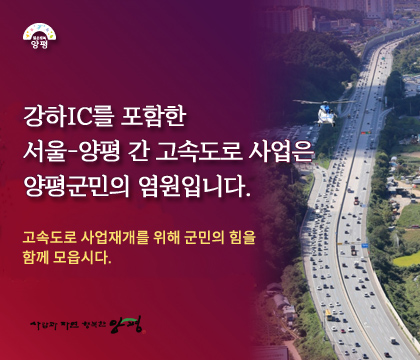 양평
강하IC를 포함한
서울-양평 간 고속도로 사업은
양평군민의 염원입니다.
고속도로 사업재개를 위해 군민의 힘을
함께 모읍시다.
사람과 자연 행복한 양평